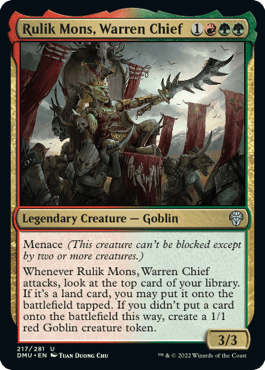 Rulik Mons, Warren Chief 1
Legendary Creature — Goblin
Menace (This creature can't be blocked except
by two or more creatures.)
Whenever Rulik Mons, Warren Chief
attacks, look at the top card of your library.
If it's a land card, you may put it onto the
battlefield tapped. If you didn't put a card
onto the battlefield this way, create a 1/1
red Goblin creature token.
3/3
217/281 U
DMU • EN Tuan Duong Chu
™ & © 2022 Wizards of the Coast